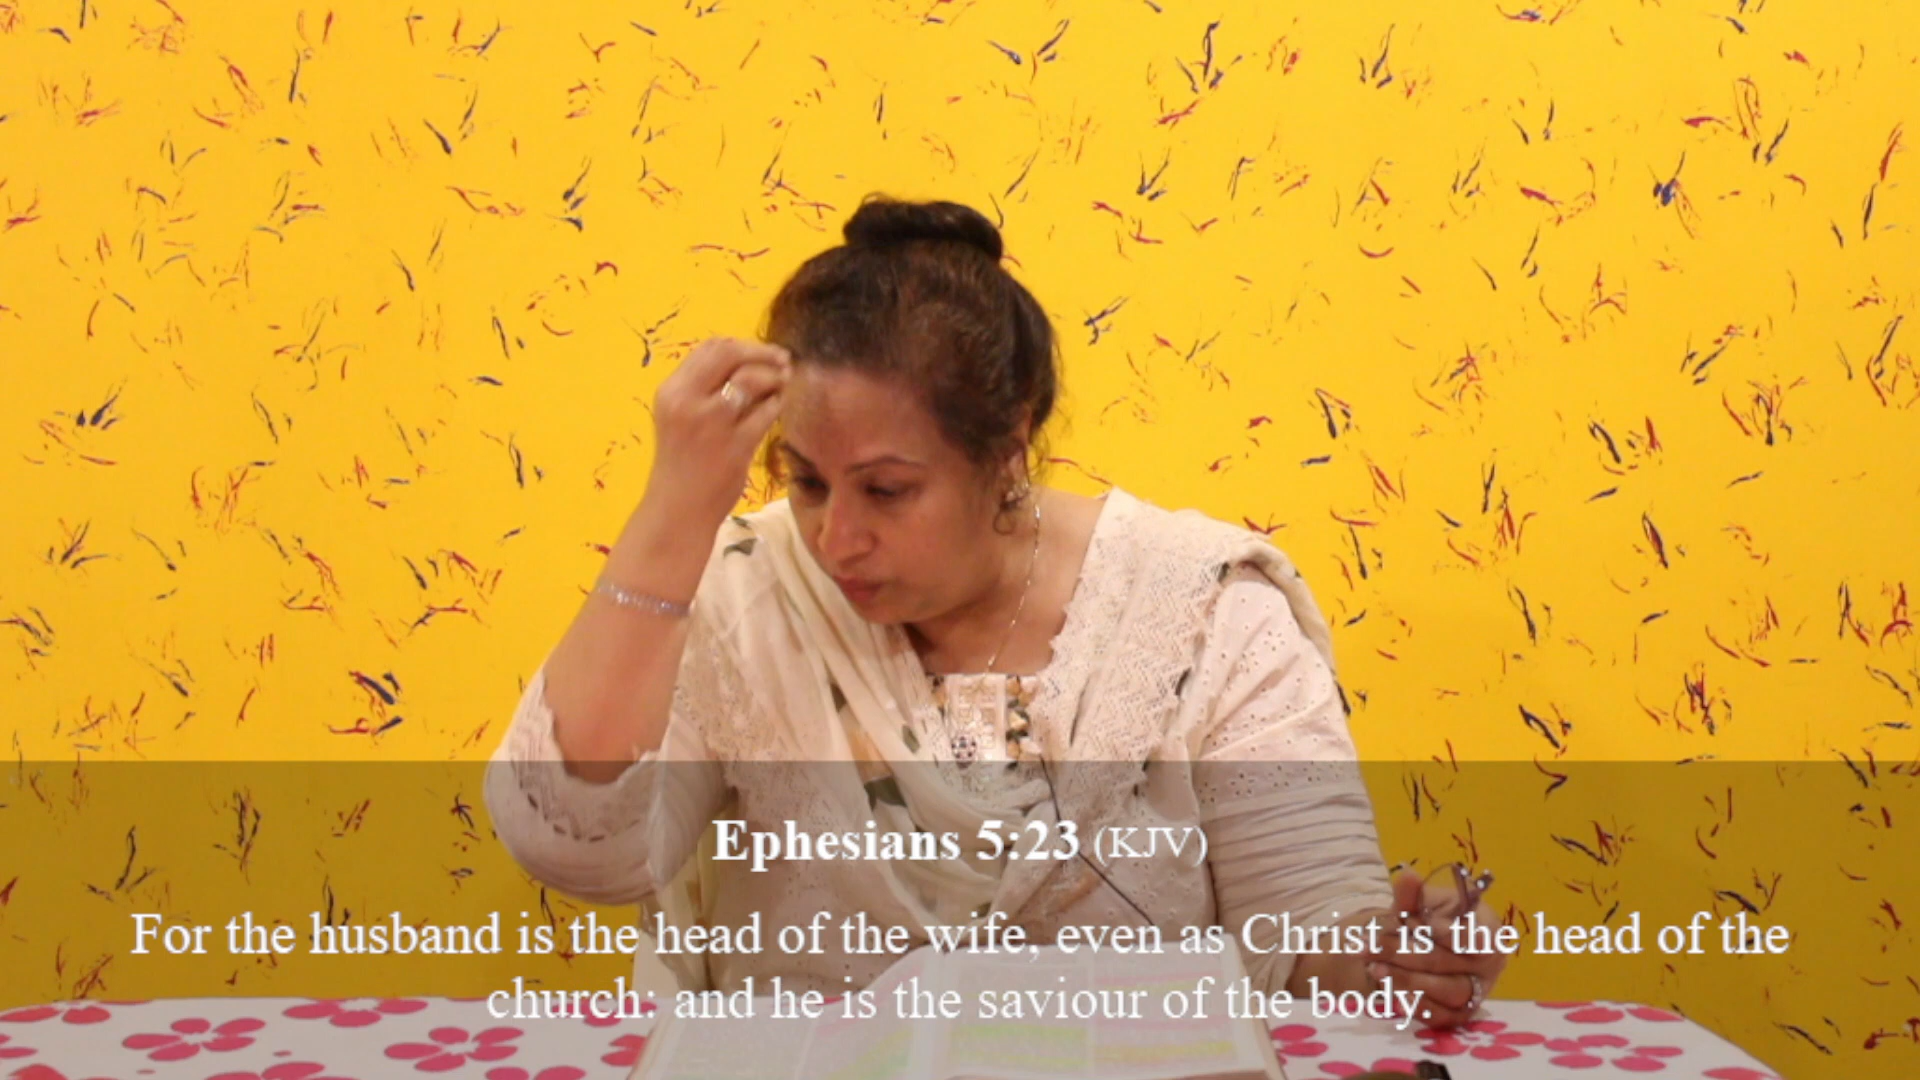 Ephesians 5:23 (KJV)
For the husband is the head of the wife, even as Christ is the head of the
church: and he is the saviour of the body.